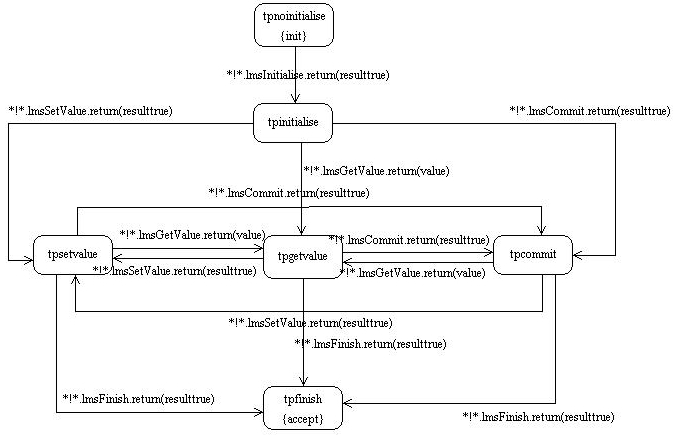 tpnoinitialise
{init}
*!*.lmsInitialise.return(resulttrue)
*!*.lmsSetValue.return(resulttrue)
*!*.lmsCommit.return(resulttrue)
tpinitialise
*!*.lmsGetValue.return(value)
*!*.lmsCommit.return(resulttrue)
*!*.lmsGetValue.return(value)
*!*.lmsCommit.return(resulttrue)
tpsetvalue
tpgetvalue
tpcommit
*!*.lmsSetValue.return(resulttrue)
*!*.lmsGetValue.return(value)
*!*.lmsSetValue.return(resulttrue)
*!*.lmsFinish.return(resulttrue)
*!*.lmsFinish.return(resulttrue)
tpfinish
{accept}
*!*.lmsFinish.return(resulttrue)